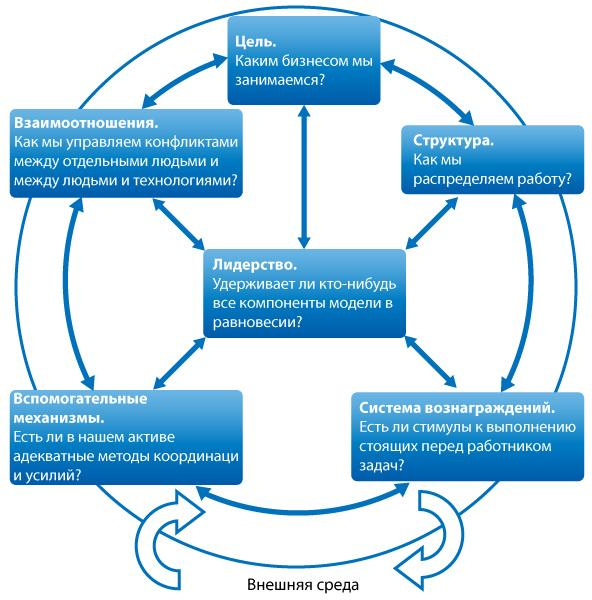 Цель.
Каким бизнесом мы
занимаемся?
Взаимоотношения.
Как мы управляем конфликтами
между отдельными людьми и
между людьми и технологиями?
Структура.
Как мы
распределяем работу?
Лидерство.
Удерживает ли кто-нибудь
все компоненты модели в
равновесии?
Вспомогательные
механизмы.
Есть ли в нашем активе
адекватные методы координаци
и усилий?
Система вознаграждений.
Есть ли стимулы к выполнению
стоящих перед работником
задач?
Внешняя среда